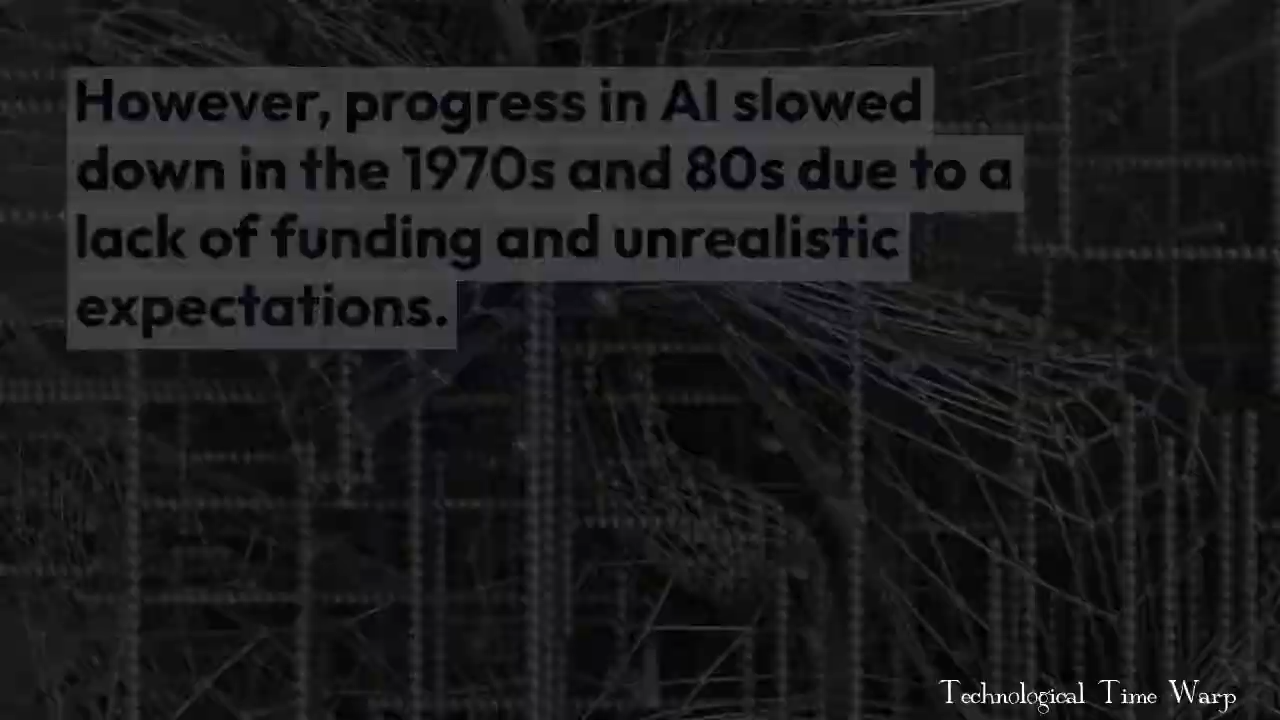 However, progress in AI slowed
down in the 1970s and 80s due to a
lack of funding and unrealistic
expectations.
Technological Time Warp